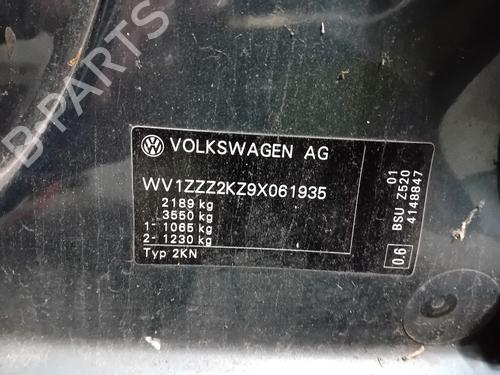 VOLKSWAGEN AG
WV1ZZZ2KZ9X061935
2189 kg
3550 kg
1- 1065 kg
2- 1230 kg
Typ 2KN
01
BSU Z520
4148847
0.6
B-PARTS